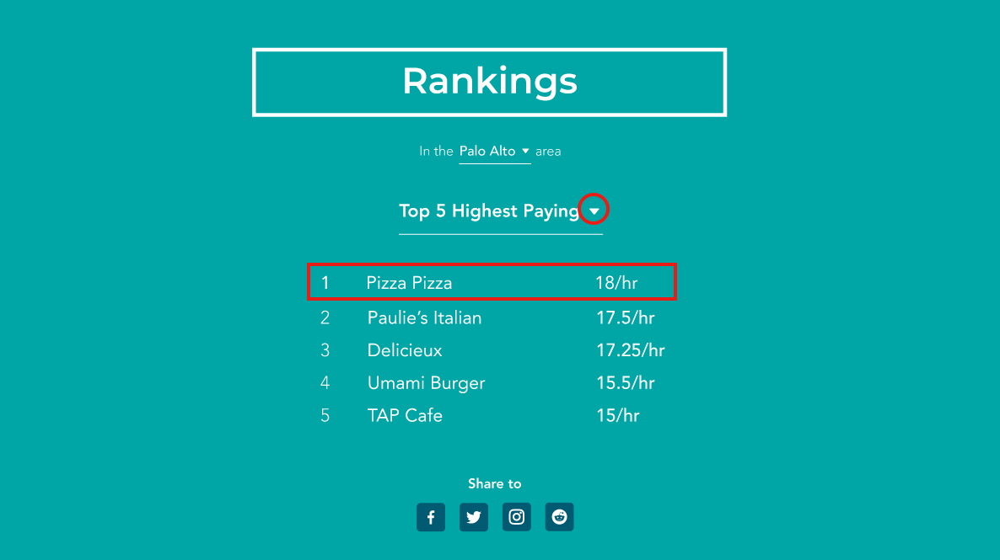 Rankings
In the Palo Alto area
Top 5 Highest Paying
1 Pizza Pizza 18/hr
2 Paulie’s Italian 17.5/hr
3 Delicieux 17.25/hr
4 Umami Burger 15.5/hr
5 TAP Cafe 15/hr
Share to